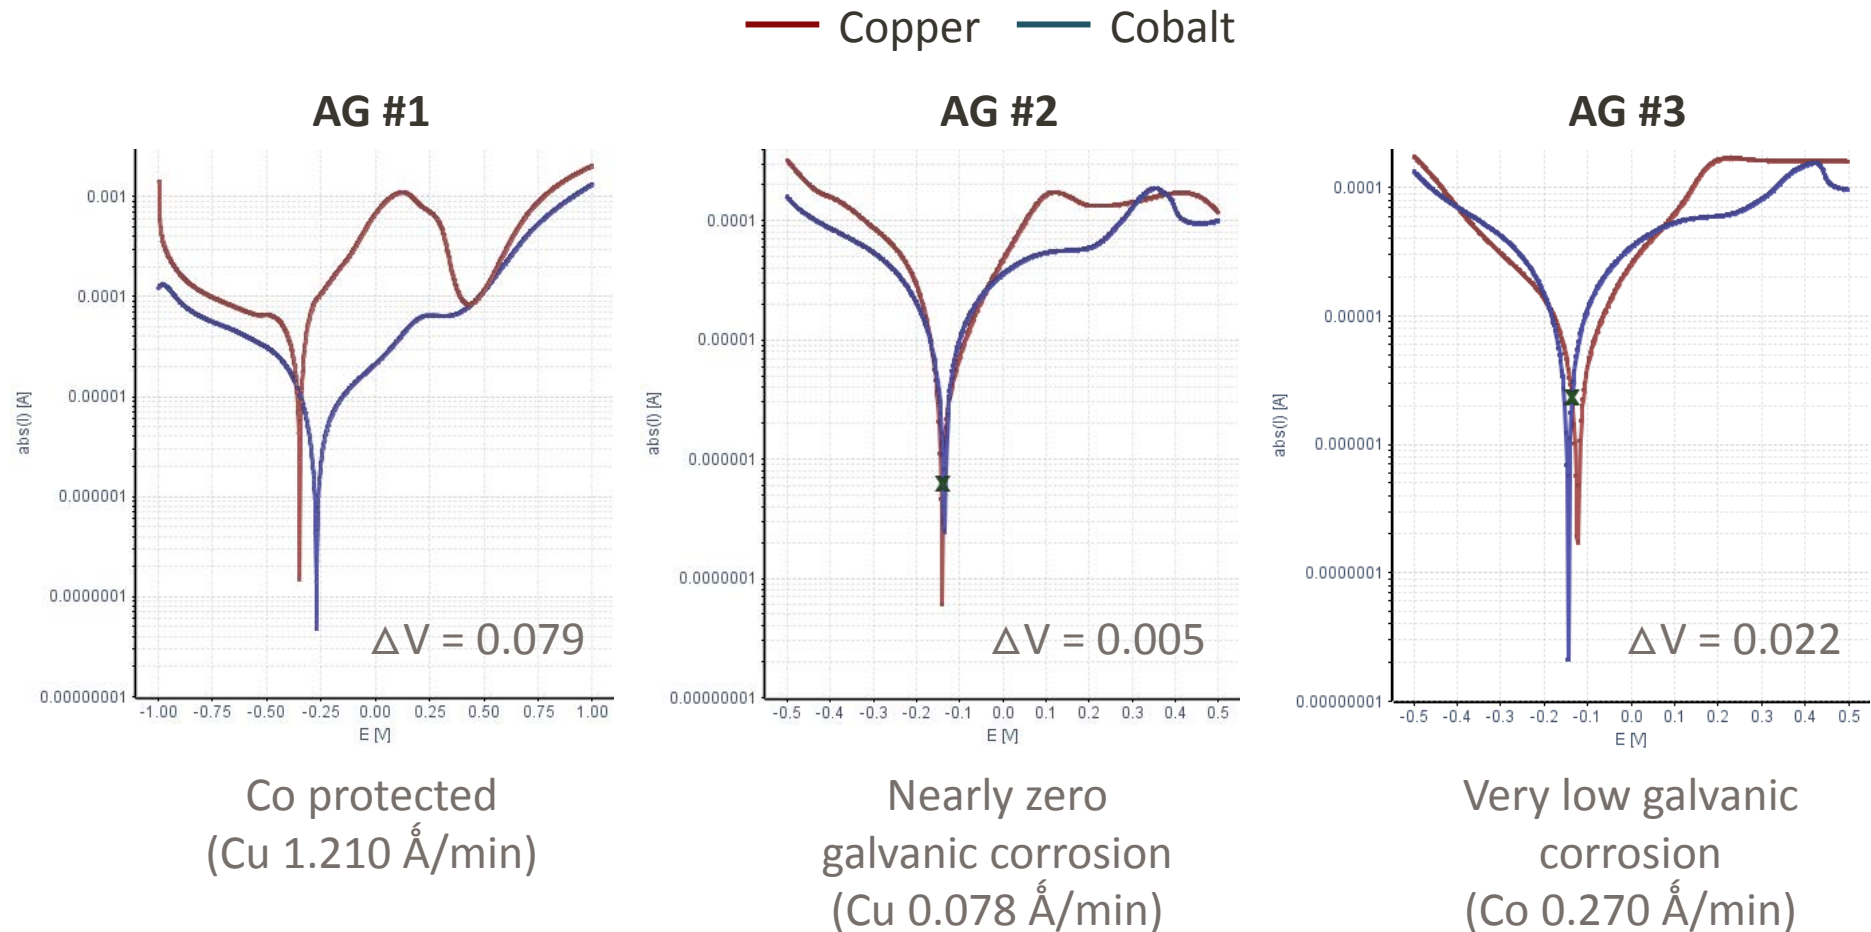 Copper Cobalt
AG #1
0.001
0.0001
0.00001
0.000001
0.0000001
0.00000001
abs(I) [A]
-1.00 -0.75 -0.50 -0.25 0.00 0.25 0.50 0.75 1.00
E [V]
△V = 0.079
Co protected
(Cu 1.210 Å/min)
AG #2
0.0001
0.00001
0.000001
0.0000001
0.00000001
abs(I) [A]
-0.5 -0.4 -0.3 -0.2 -0.1 0.0 0.1 0.2 0.3 0.4 0.5
E [V]
△V = 0.005
Nearly zero
galvanic corrosion
(Cu 0.078 Å/min)
AG #3
0.0001
0.00001
0.000001
0.0000001
0.00000001
abs(I) [A]
-0.5 -0.4 -0.3 -0.2 -0.1 0.0 0.1 0.2 0.3 0.4 0.5
E [V]
△V = 0.022
Very low galvanic
corrosion
(Co 0.270 Å/min)